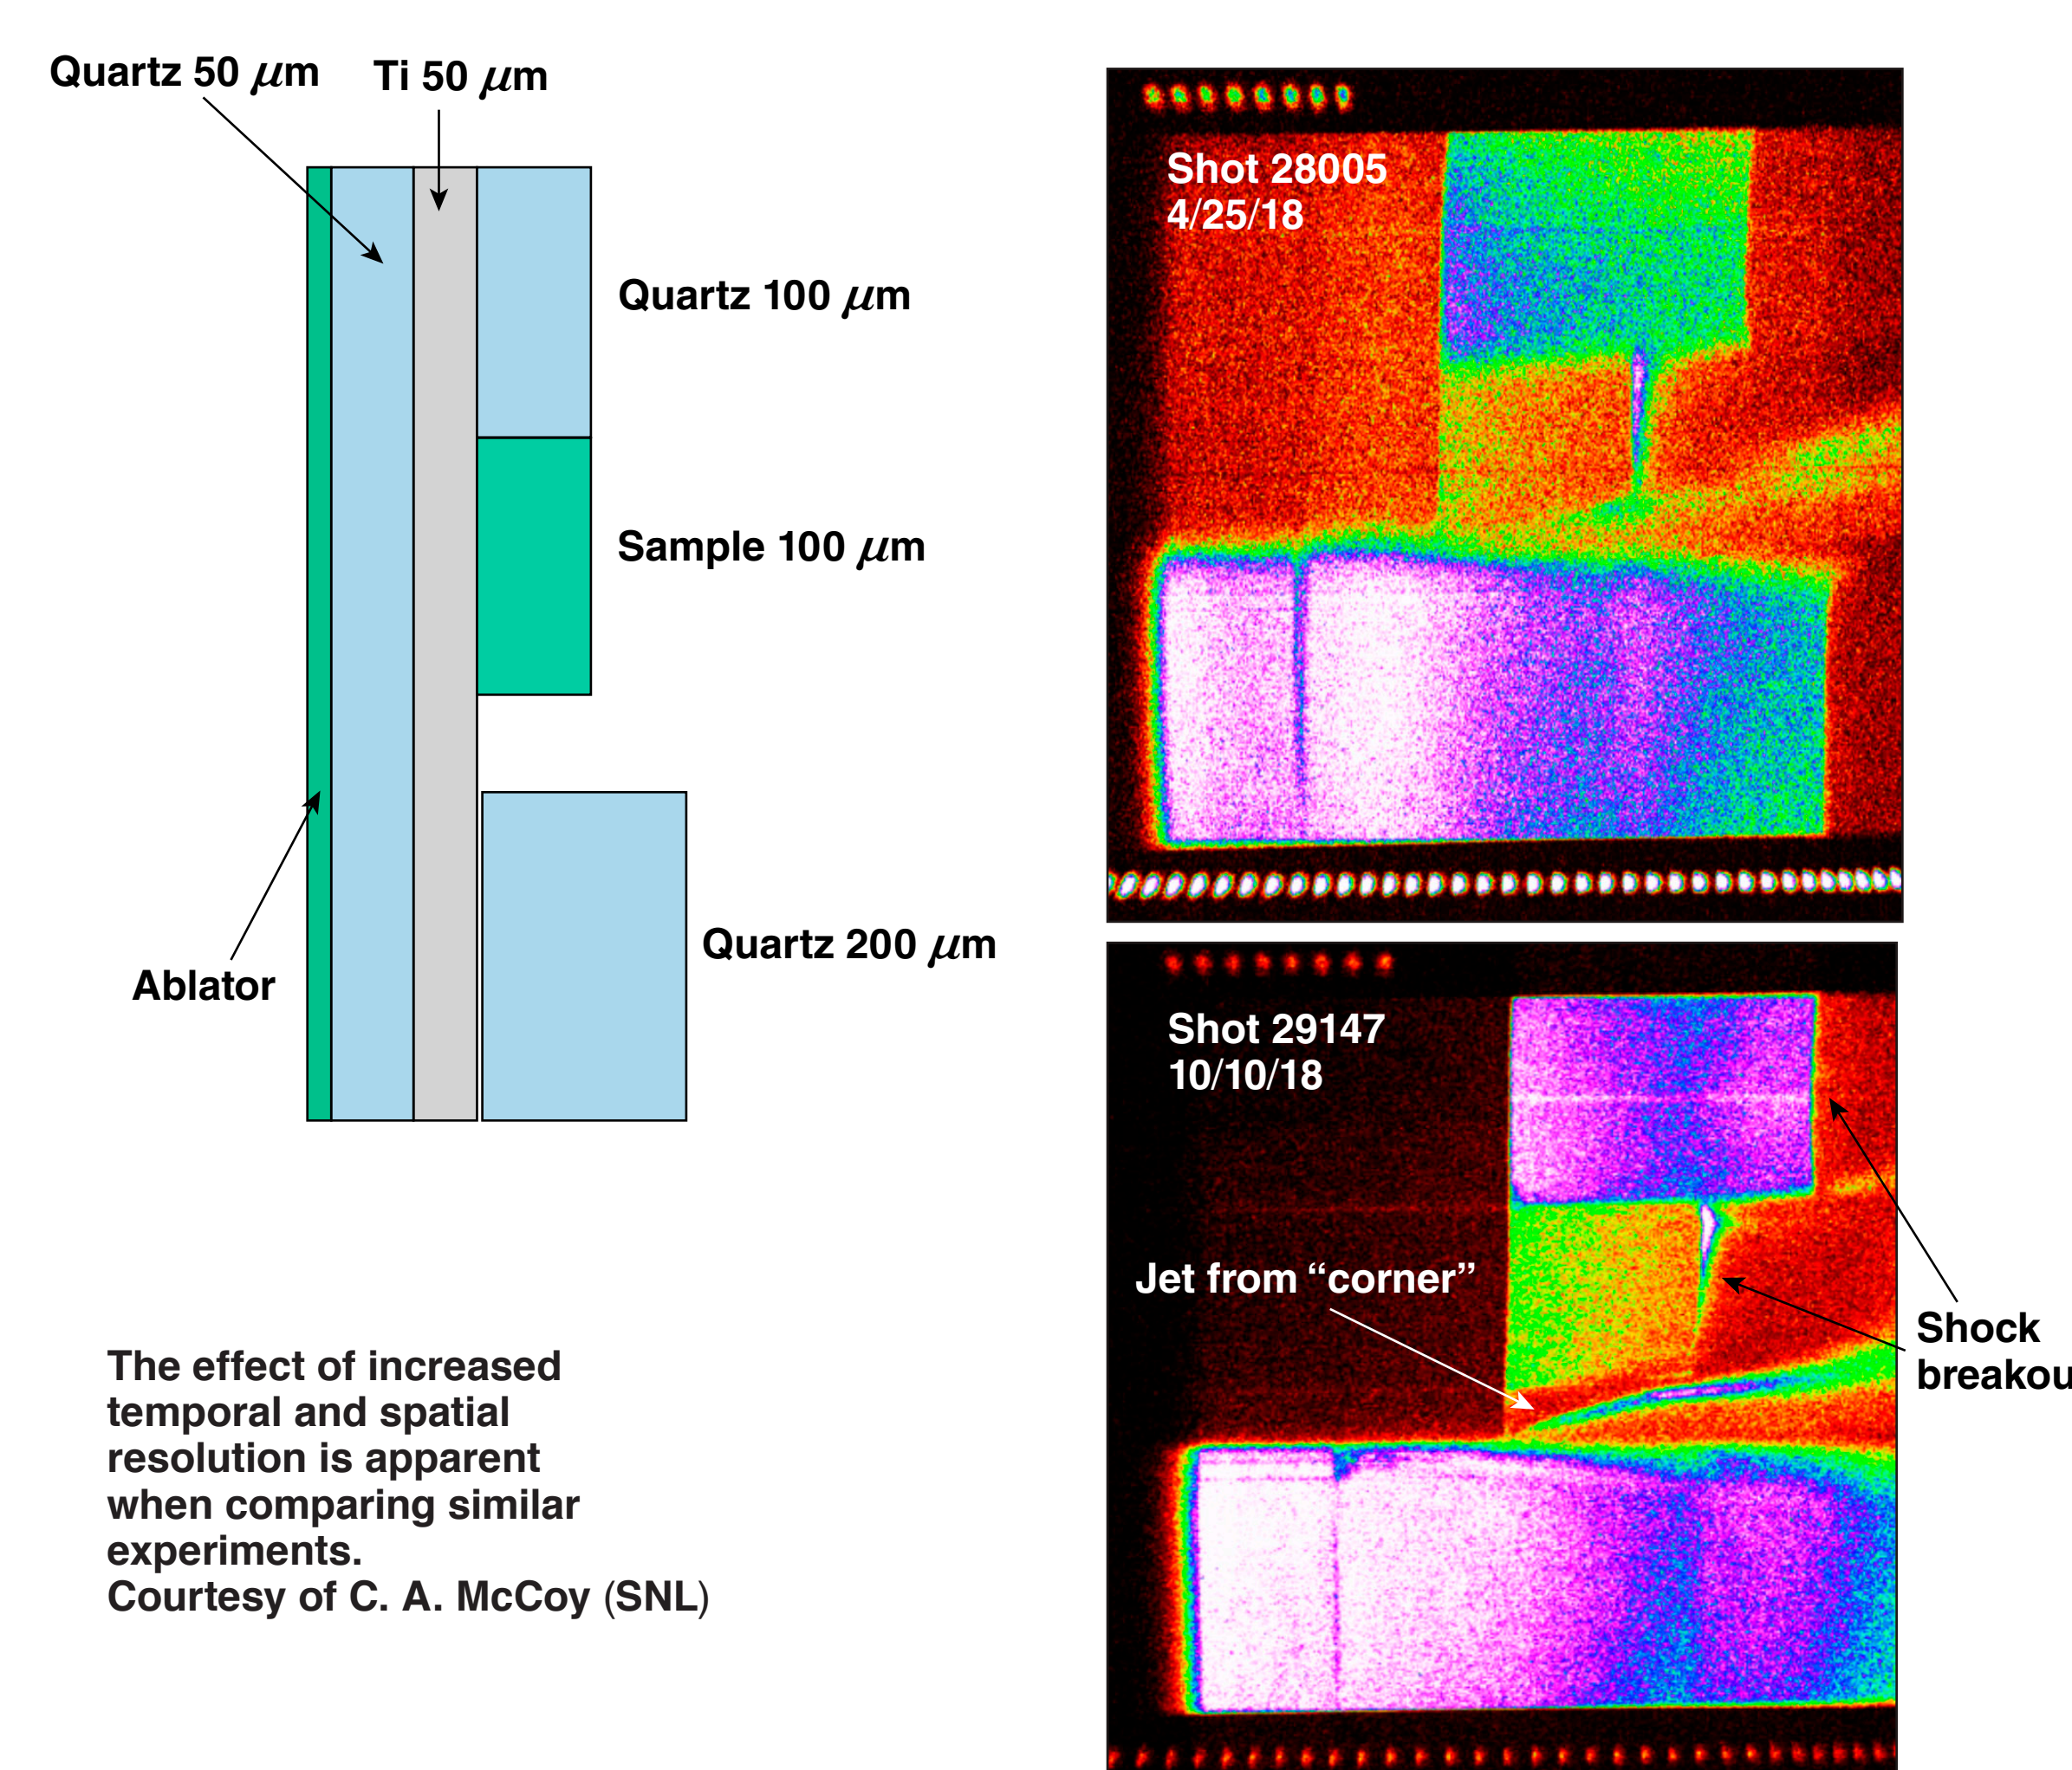 Quartz 50 μm
Ti 50 μm
Quartz 100 μm
Sample 100 μm
Quartz 200 μm
Ablator
The effect of increased
temporal and spatial
resolution is apparent
when comparing similar
experiments.
Courtesy of C. A. McCoy (SNL)
Shot 28005
4/25/18
Shot 29147
10/10/18
Jet from “corner”
Shock
breakou